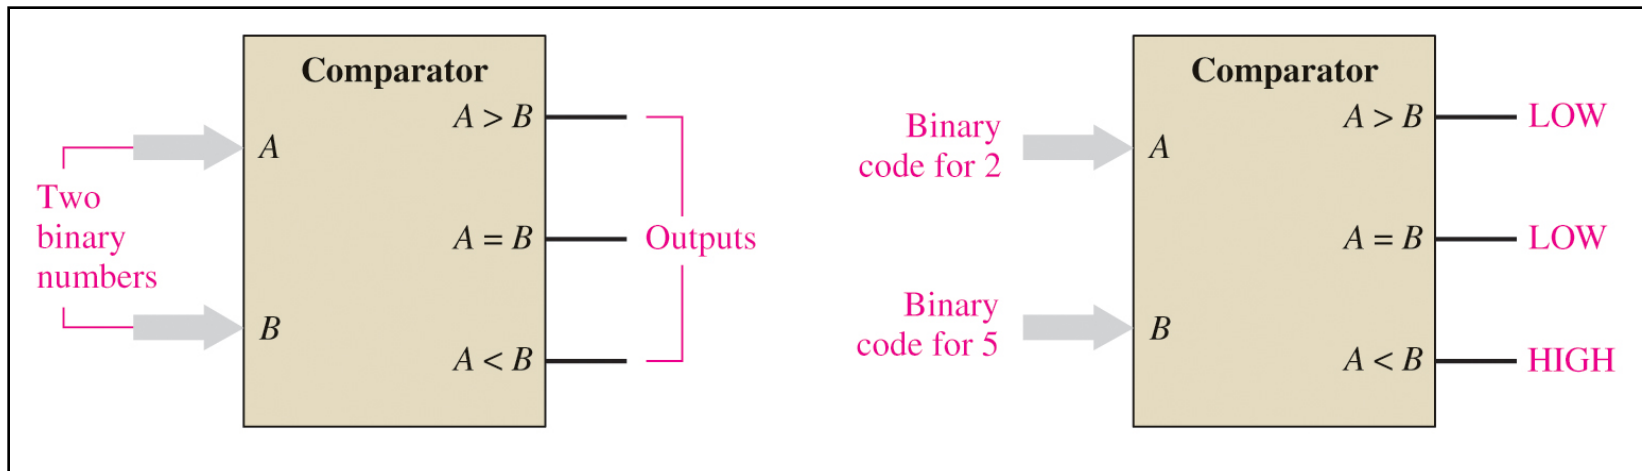 Comparator
A > B
A
Two
binary
numbers
A = B
Outputs
B
A < B
Comparator
A > B
LOW
Binary
code for 2
A
A = B
LOW
Binary
code for 5
B
A < B
HIGH